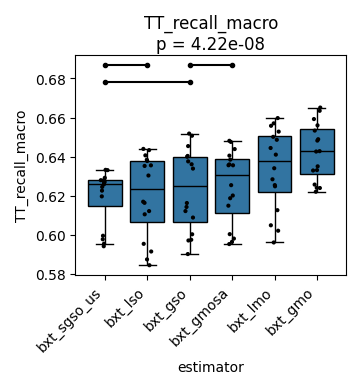 TT_recall_macro
p = 4.22e-08
TT_recall_macro
0.68
0.66
0.64
0.62
0.60
0.58
bxt_sgso_us
bxt_lso
bxt_gso
bxt_gmosa
bxt_lmo
bxt_gmo
estimator